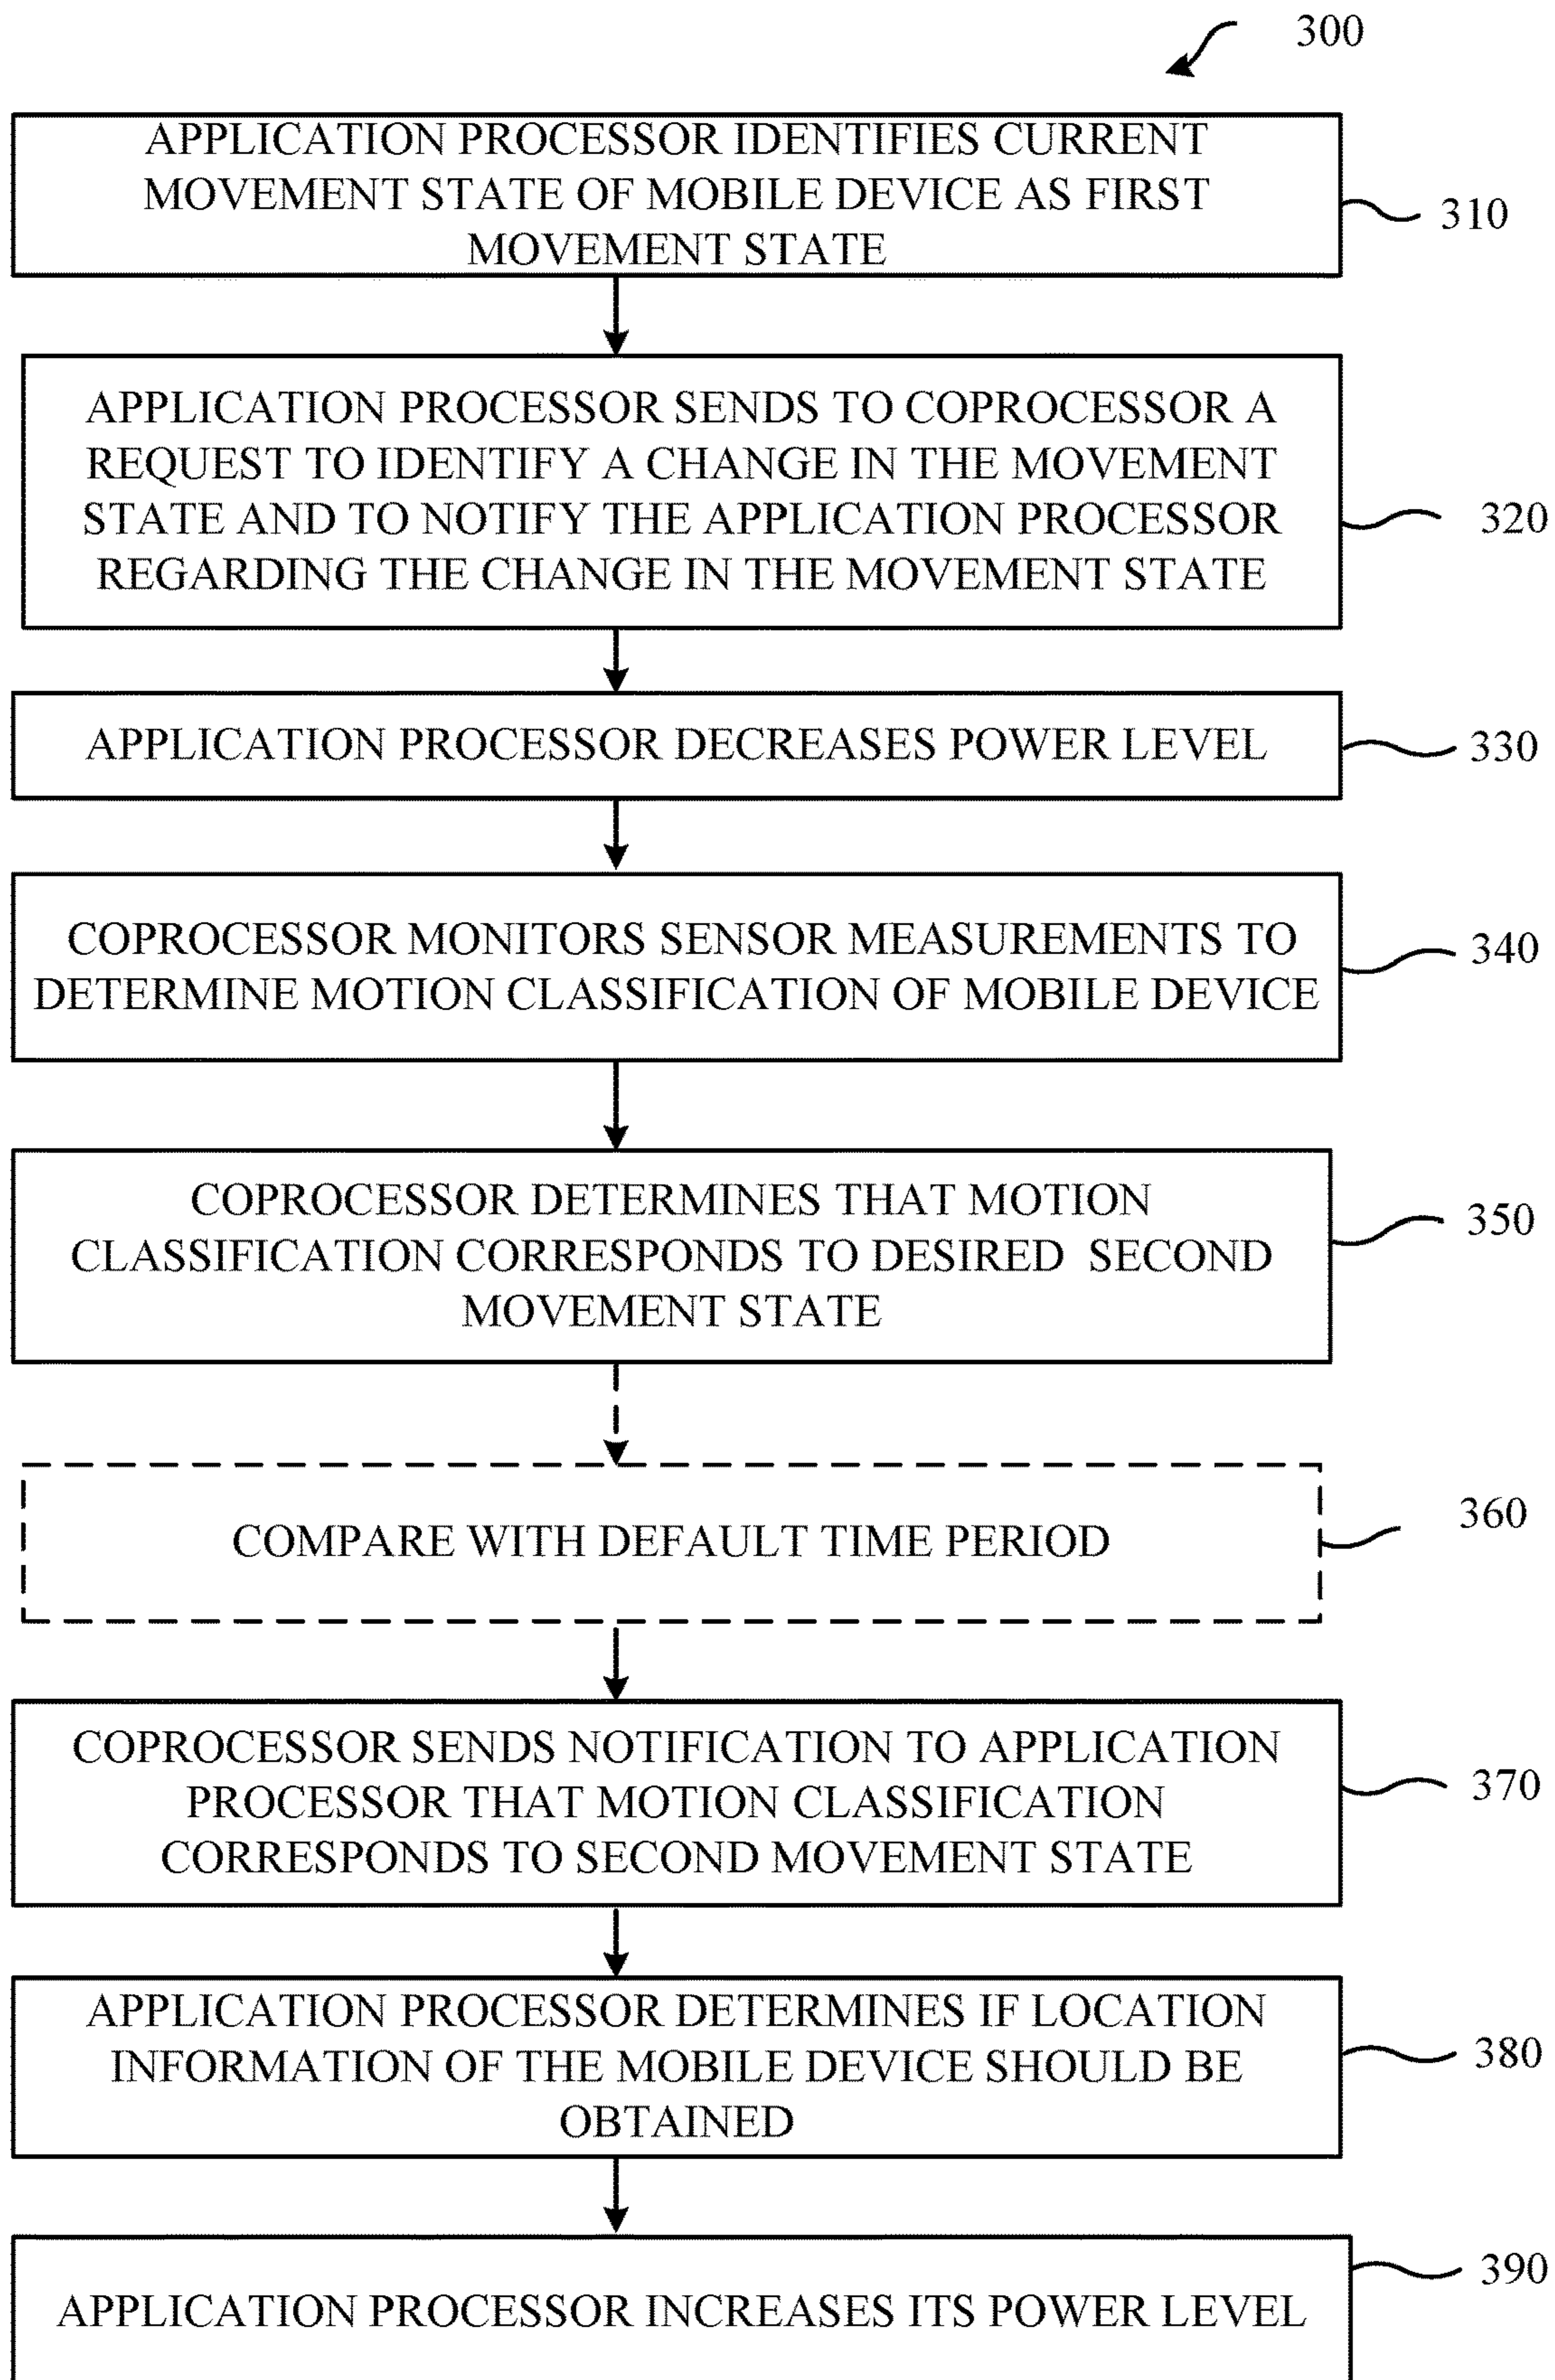 300
APPLICATION PROCESSOR IDENTIFIES CURRENT
MOVEMENT STATE OF MOBILE DEVICE AS FIRST
MOVEMENT STATE
310
APPLICATION PROCESSOR SENDS TO COPROCESSOR A
REQUEST TO IDENTIFY A CHANGE IN THE MOVEMENT
STATE AND TO NOTIFY THE APPLICATION PROCESSOR
REGARDING THE CHANGE IN THE MOVEMENT STATE
320
APPLICATION PROCESSOR DECREASES POWER LEVEL
330
COPROCESSOR MONITORS SENSOR MEASUREMENTS TO
DETERMINE MOTION CLASSIFICATION OF MOBILE DEVICE
340
COPROCESSOR DETERMINES THAT MOTION
CLASSIFICATION CORRESPONDS TO DESIRED SECOND
MOVEMENT STATE
350
COMPARE WITH DEFAULT TIME PERIOD
360
COPROCESSOR SENDS NOTIFICATION TO APPLICATION
PROCESSOR THAT MOTION CLASSIFICATION
CORRESPONDS TO SECOND MOVEMENT STATE
370
APPLICATION PROCESSOR DETERMINES IF LOCATION
INFORMATION OF THE MOBILE DEVICE SHOULD BE
OBTAINED
380
APPLICATION PROCESSOR INCREASES ITS POWER LEVEL
390